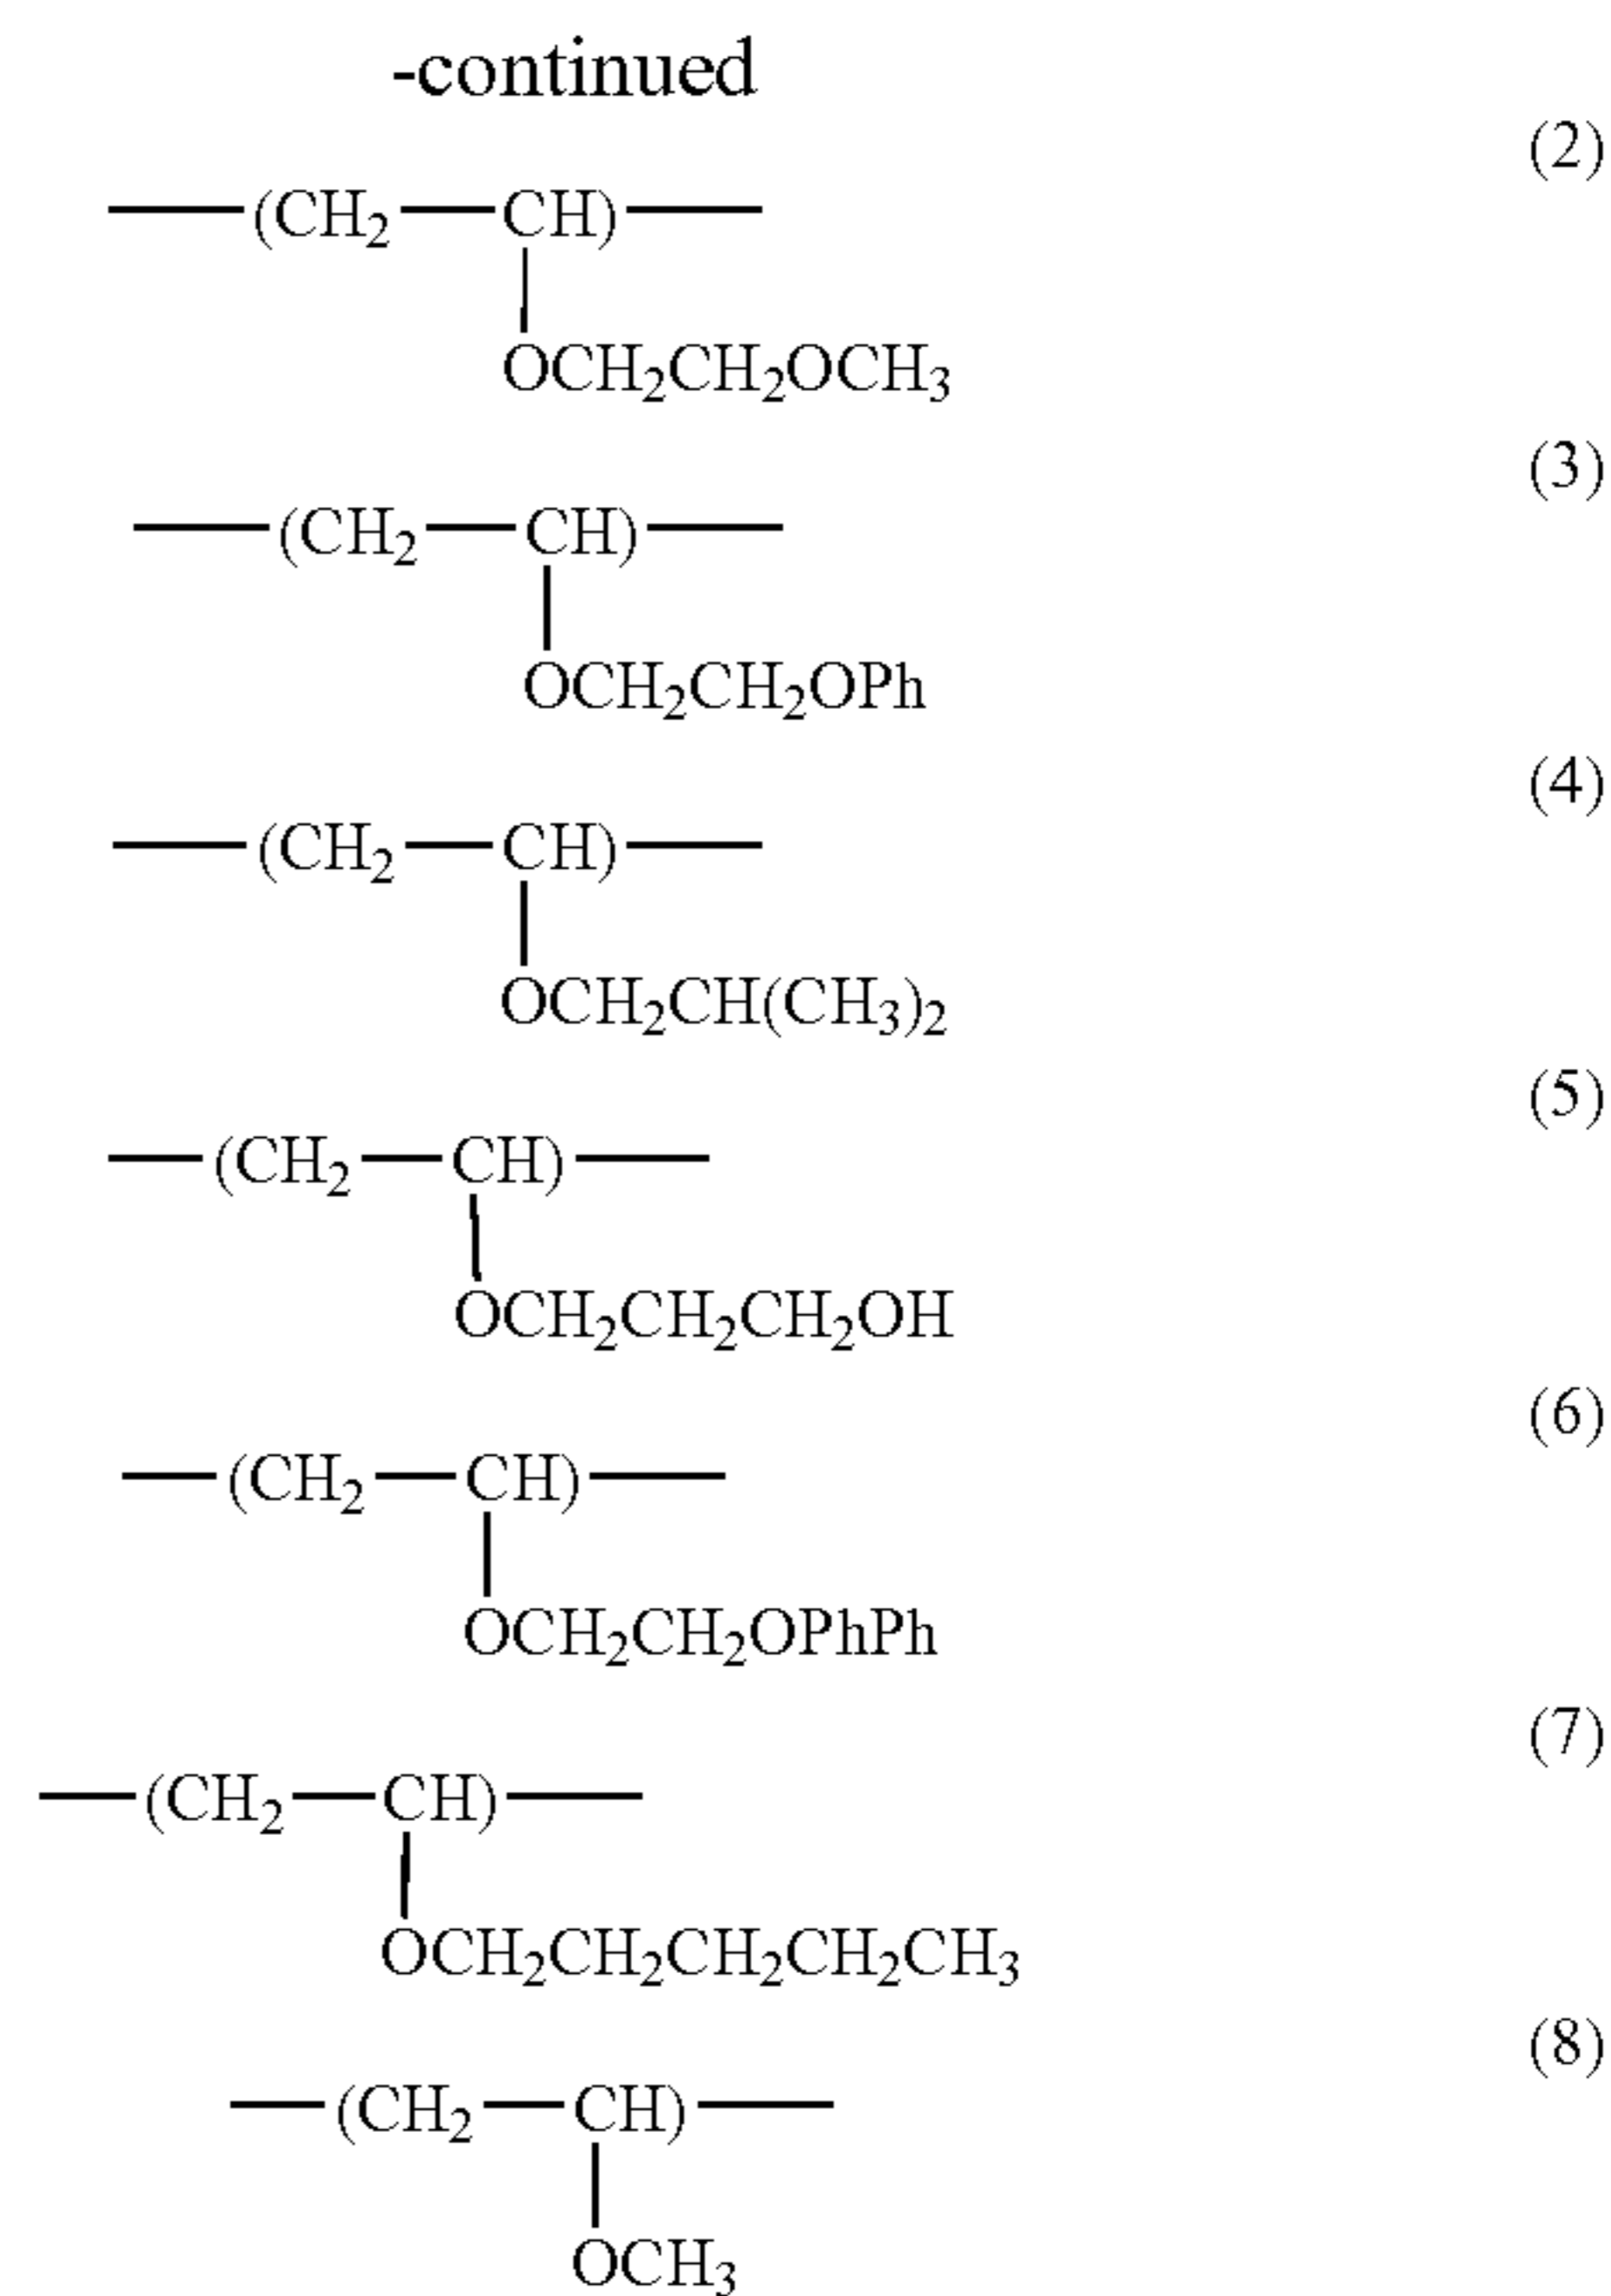 -continued
(2)
—(CH₂—CH)—
OCH₂CH₂OCH₃
(3)
—(CH₂—CH)—
OCH₂CH₂OPh
(4)
—(CH₂—CH)—
OCH₂CH(CH₃)₂
(5)
—(CH₂—CH)—
OCH₂CH₂CH₂OH
(6)
—(CH₂—CH)—
OCH₂CH₂OPhPh
(7)
—(CH₂—CH)—
OCH₂CH₂CH₂CH₂CH₃
(8)
—(CH₂—CH)—
OCH₃